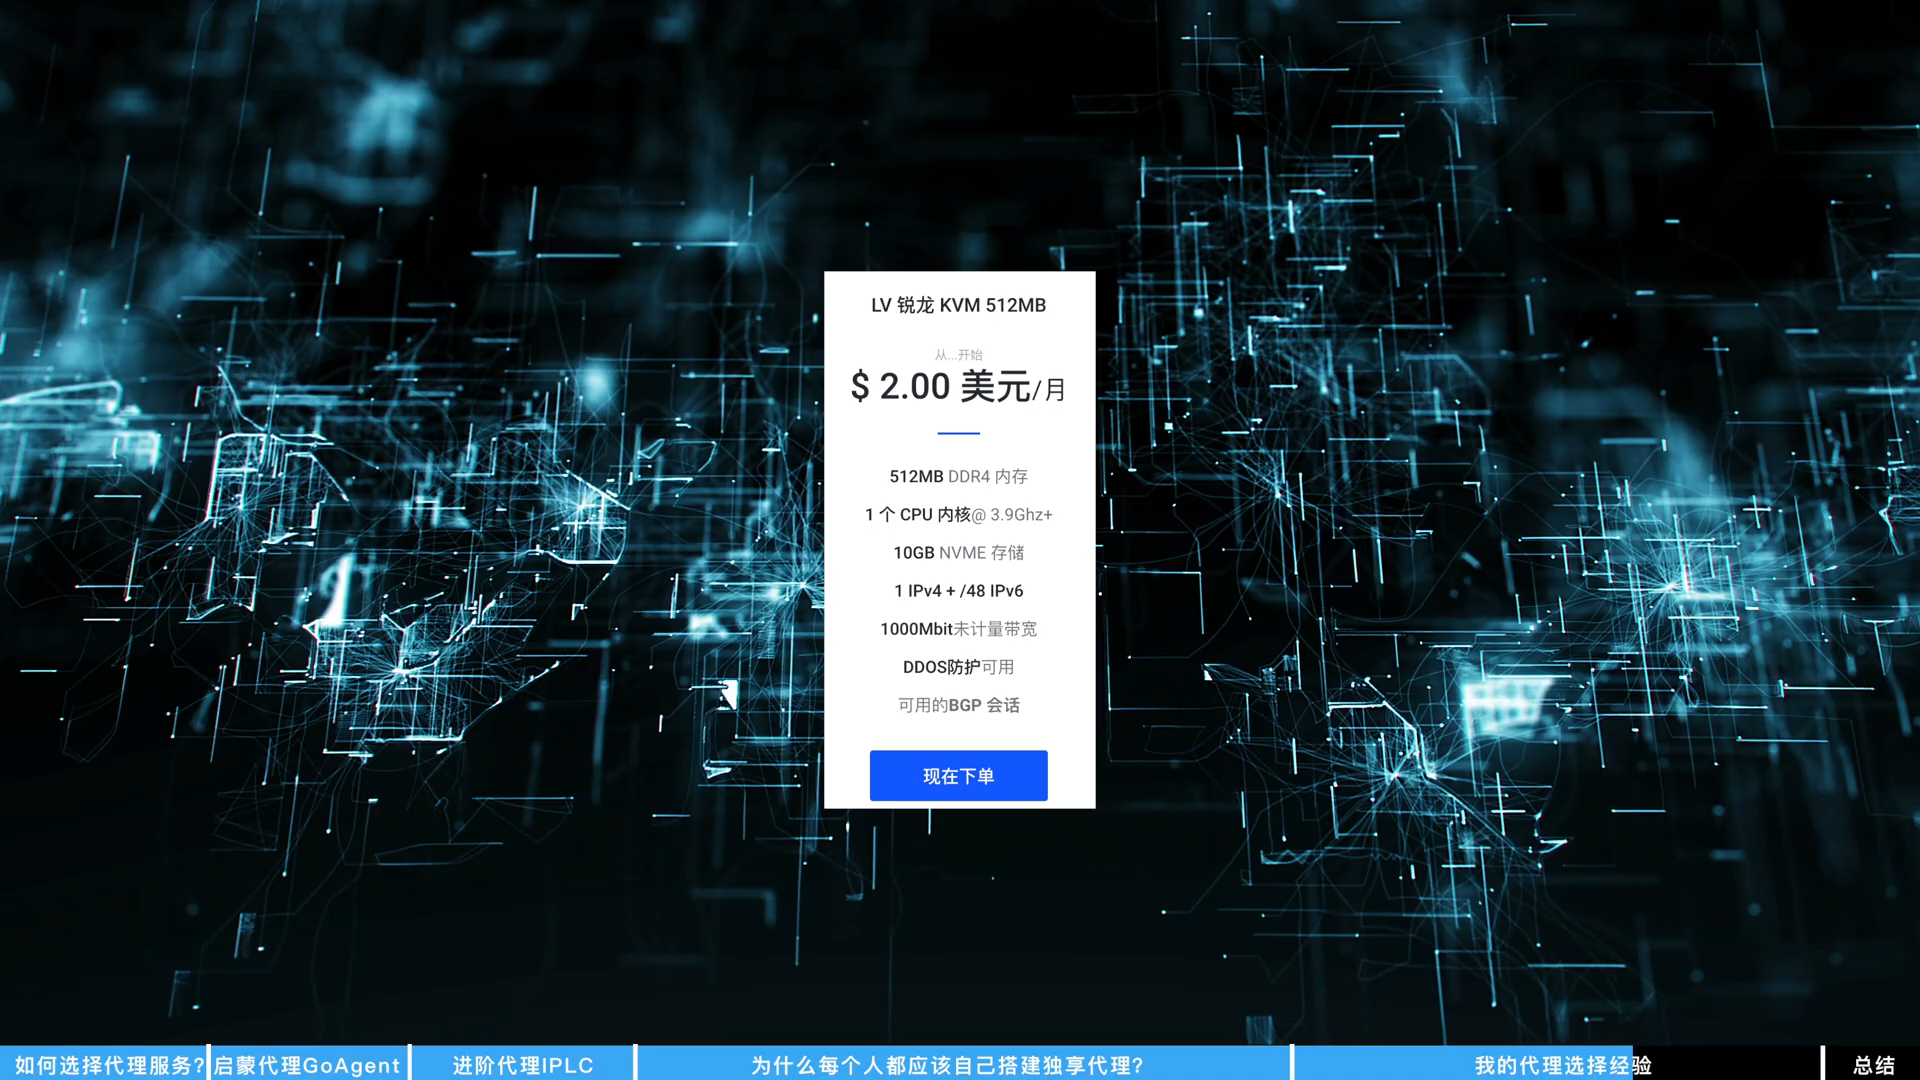 LV 锐龙 KVM 512MB
从...开始
$ 2.00 美元/月
512MB DDR4 内存
1 个 CPU 内核@ 3.9Ghz+
10GB NVME 存储
1 IPv4 + /48 IPv6
1000Mbit未计量带宽
DDOS防护可用
可用的BGP 会话
现在下单
如何选择代理服务?
启蒙代理GoAgent
进阶代理IPLC
为什么每个人都应该自己搭建独享代理?
我的代理选择经验
总结